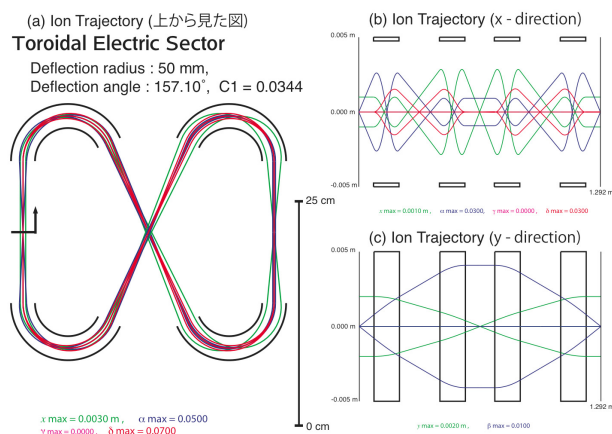 (a) Ion Trajectory (上から見た図)
Toroidal Electric Sector
Deflection radius : 50 mm,
Deflection angle : 157.10°, C1 = 0.0344
25 cm
0 cm
x max = 0.0030 m , α max = 0.0500
γ max = 0.0000, δ max = 0.0700
(b) Ion Trajectory (x - direction)
0.005 m
0.000 m
-0.005 m
1.292 m
x max = 0.0010 m , α max = 0.0300, γ max = 0.0000, δ max = 0.0300
(c) Ion Trajectory (y - direction)
0.005 m
0.000 m
-0.005 m
1.292 m
y max = 0.0020 m , β max = 0.0100